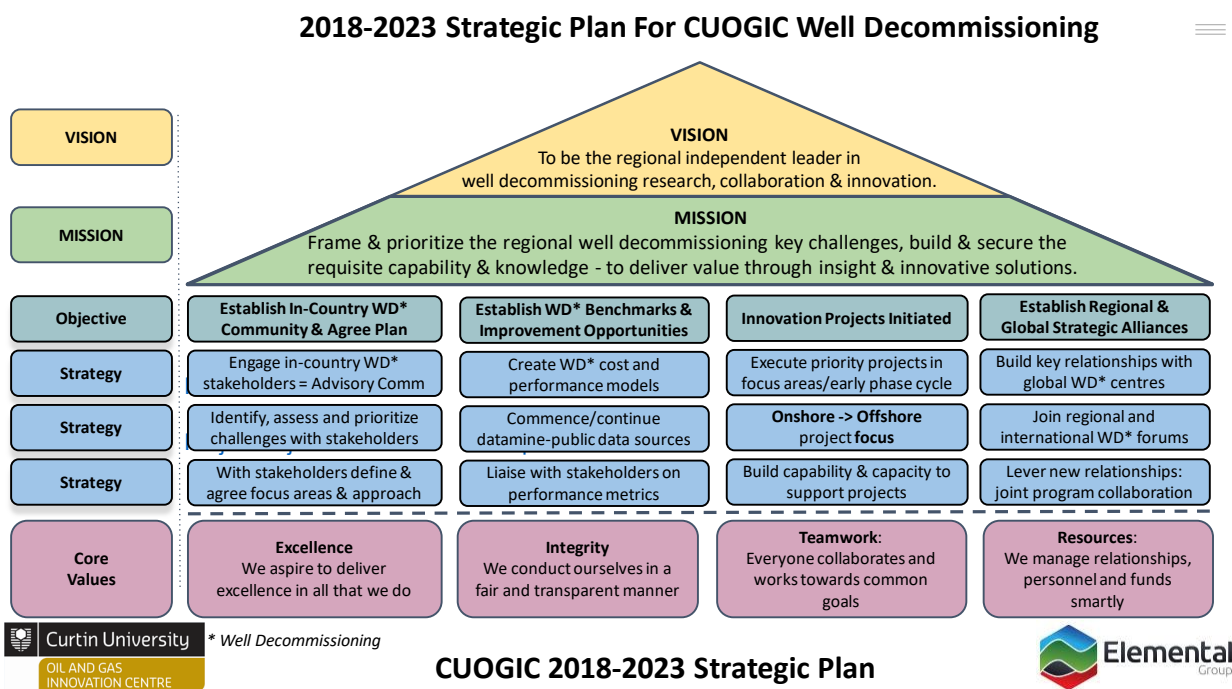 2018-2023 Strategic Plan For CUOGIC Well Decommissioning
VISION
VISION
To be the regional independent leader in
well decommissioning research, collaboration & innovation.
MISSION
MISSION
Frame & prioritize the regional well decommissioning key challenges, build & secure the
requisite capability & knowledge - to deliver value through insight & innovative solutions.
Objective
Establish In-Country WD*
Community & Agree Plan
Establish WD* Benchmarks &
Improvement Opportunities
Innovation Projects Initiated
Establish Regional &
Global Strategic Alliances
Strategy
Engage in-country WD*
stakeholders = Advisory Comm
Create WD* cost and
performance models
Execute priority projects in
focus areas/early phase cycle
Build key relationships with
global WD* centres
Strategy
Identify, assess and prioritize
challenges with stakeholders
Commence/continue
datamine-public data sources
Onshore -> Offshore
project focus
Join regional and
international WD* forums
Strategy
With stakeholders define &
agree focus areas & approach
Liaise with stakeholders on
performance metrics
Build capability & capacity to
support projects
Lever new relationships:
joint program collaboration
Core
Values
Excellence
We aspire to deliver
excellence in all that we do
Integrity
We conduct ourselves in a
fair and transparent manner
Teamwork:
Everyone collaborates and
works towards common
goals
Resources:
We manage relationships,
personnel and funds
smartly
Curtin University
OIL AND GAS
INNOVATION CENTRE
* Well Decommissioning
CUOGIC 2018-2023 Strategic Plan
Elemental
Group